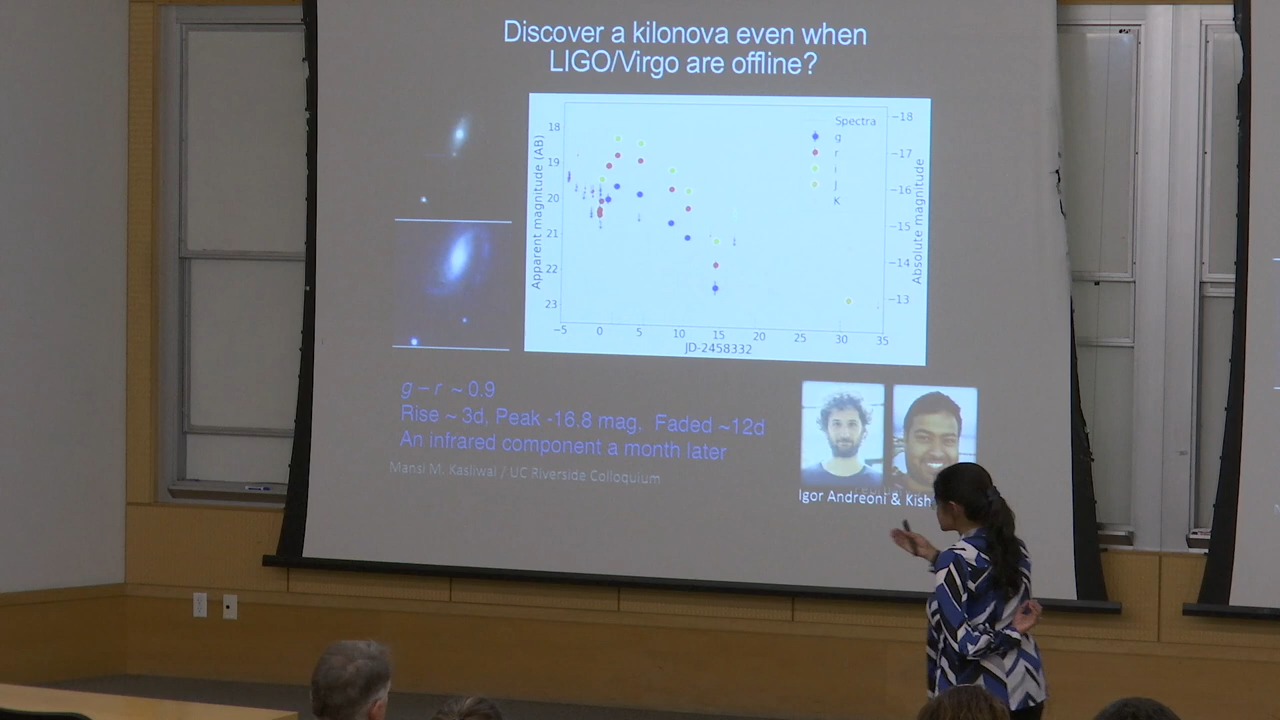 Discover a kilonova even when
LIGO/Virgo are offline?
Apparent magnitude (AB)
18
19
20
21
22
23
−5
0
5
10
15
20
25
30
35
JD-2458332
Spectra
g
r
i
J
K
−18
−17
−16
−15
−14
−13
Absolute magnitude
g – r ~ 0.9
Rise ~ 3d, Peak -16.8 mag. Faded ~12d
An infrared component a month later
Mansi M. Kasliwal / UC Riverside Colloquium
Igor Andreoni & Kish